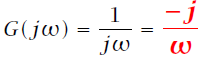 G(jω) = 1/jω = -j/ω